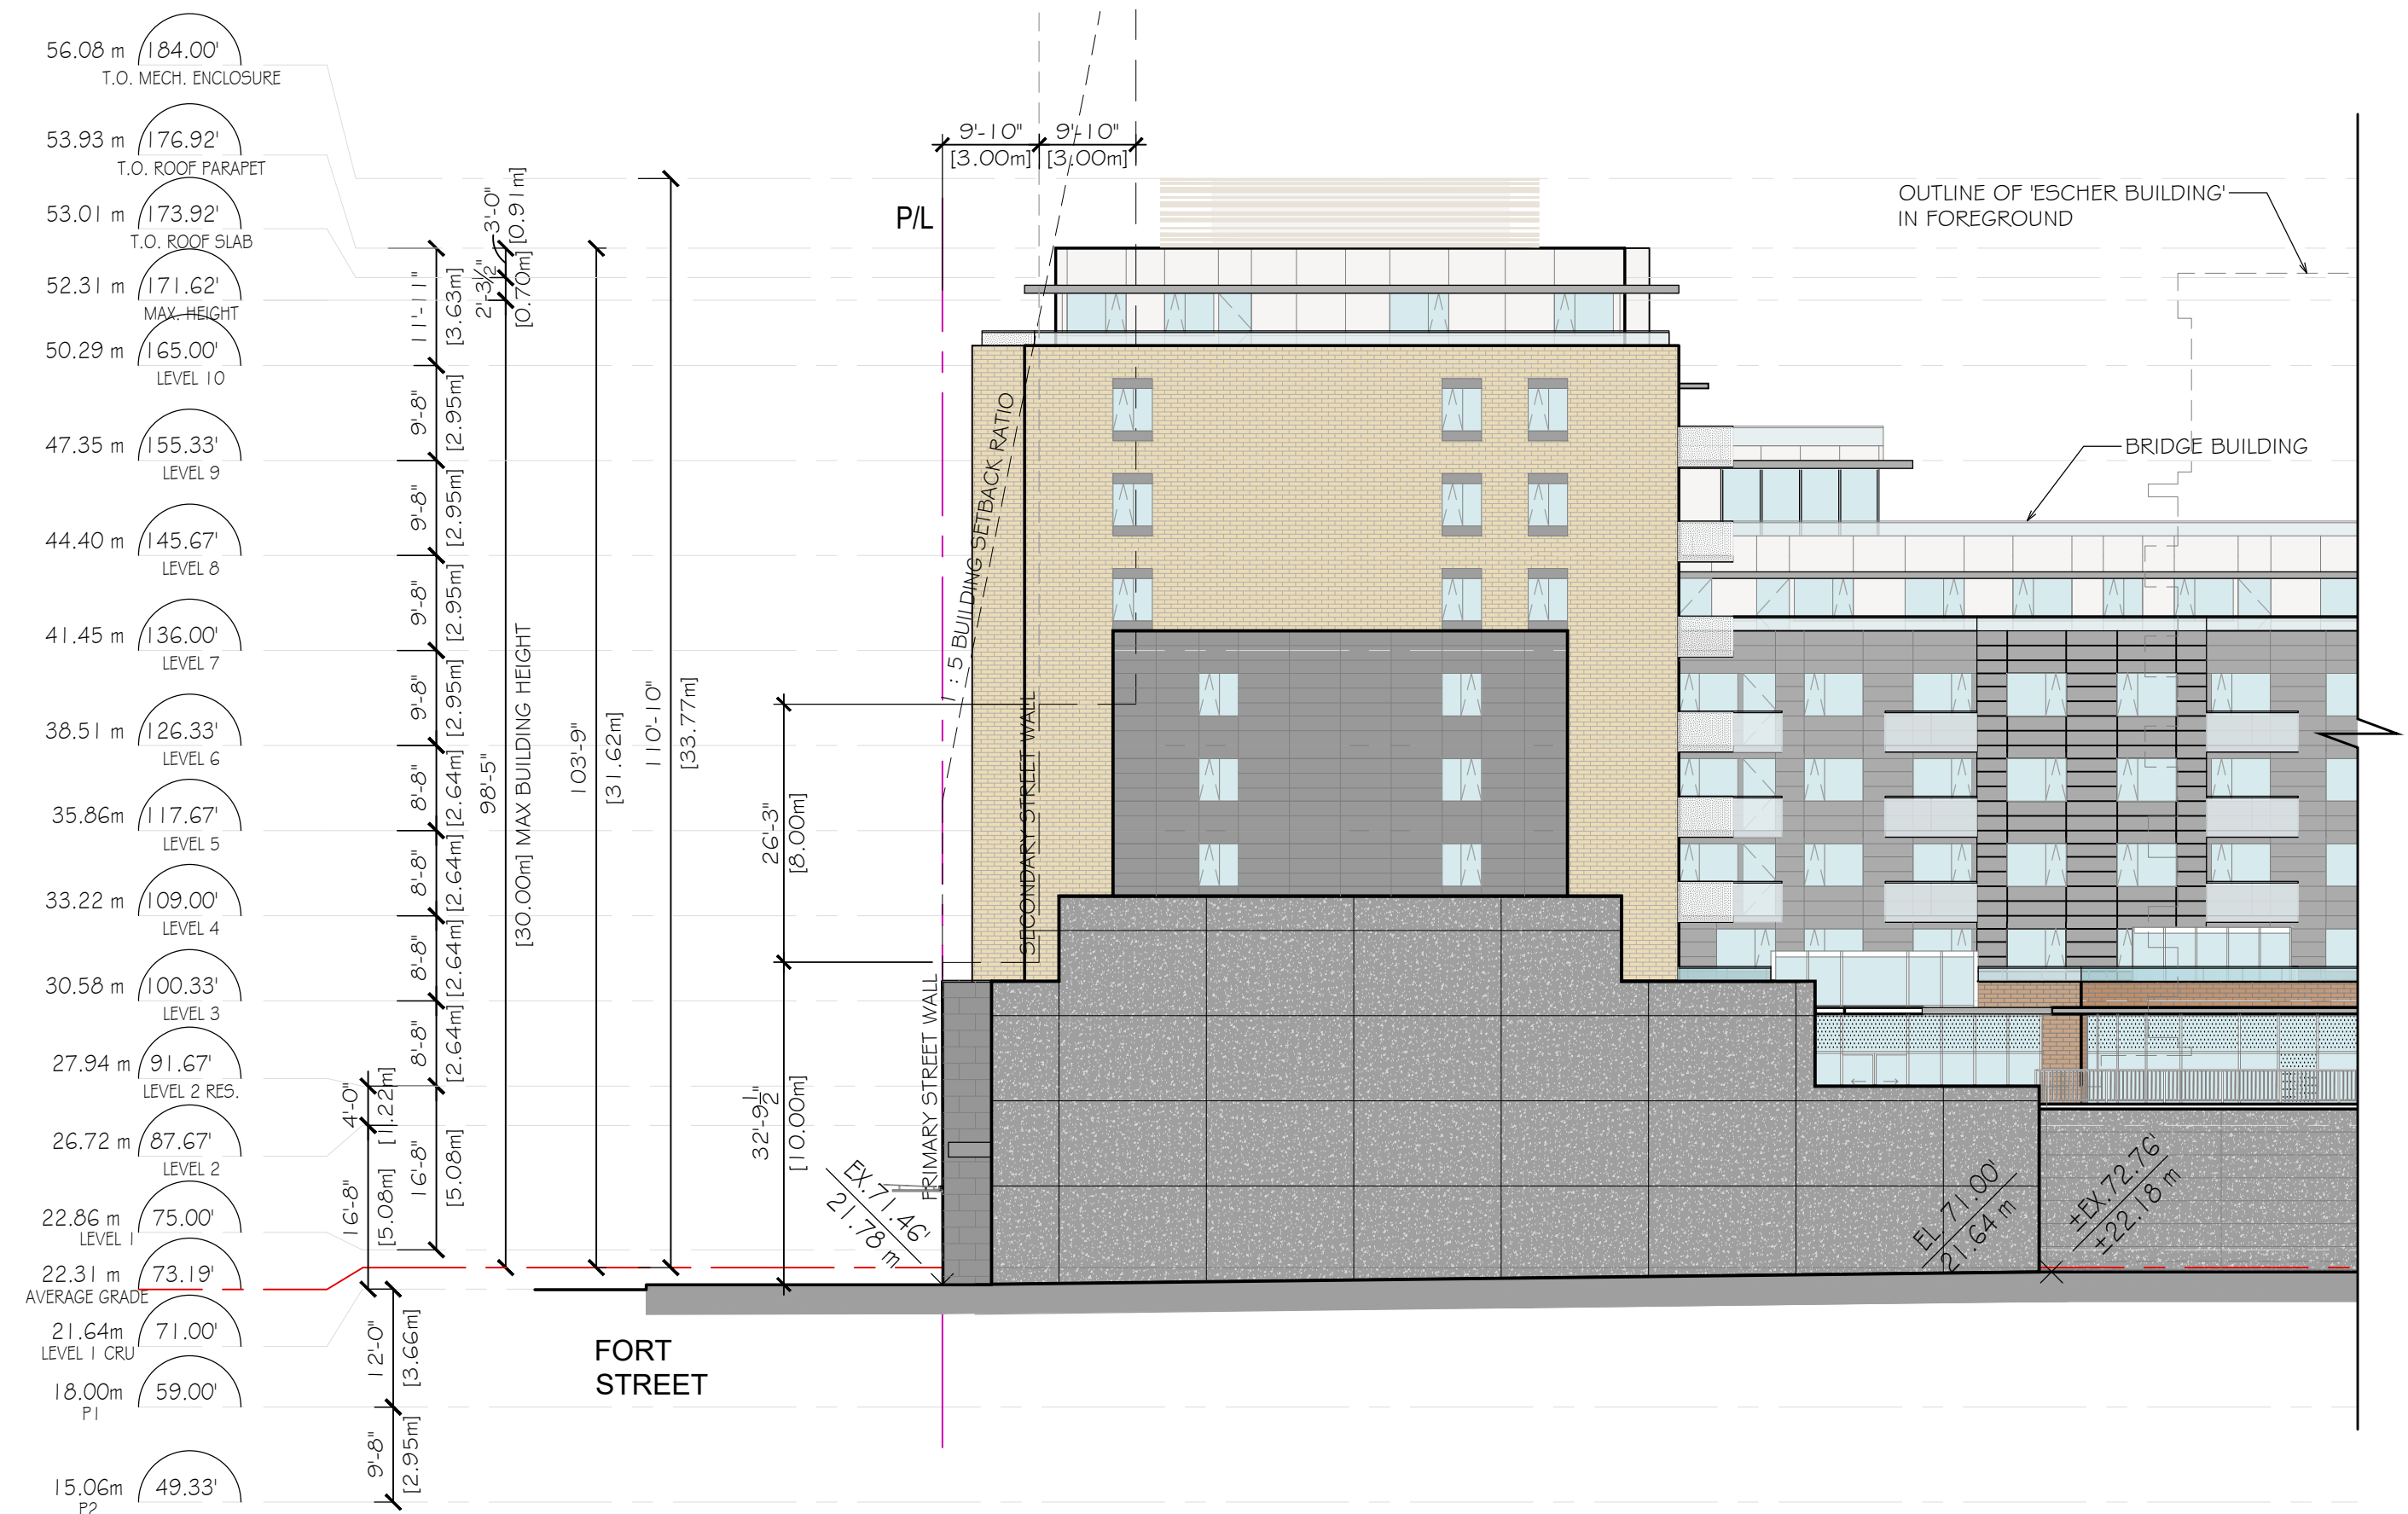 56.08 m 184.00'
T.O. MECH. ENCLOSURE
53.93 m 176.92'
T.O. ROOF PARAPET
53.01 m 173.92'
T.O. ROOF SLAB
52.31 m 171.62'
MAX. HEIGHT
50.29 m 165.00'
LEVEL 10
47.35 m 155.33'
LEVEL 9
44.40 m 145.67'
LEVEL 8
41.45 m 136.00'
LEVEL 7
38.51 m 126.33'
LEVEL 6
35.86m 117.67'
LEVEL 5
33.22 m 109.00'
LEVEL 4
30.58 m 100.33'
LEVEL 3
27.94 m 91.67'
LEVEL 2 RES.
26.72 m 87.67'
LEVEL 2
22.86 m 75.00'
LEVEL 1
22.31 m 73.19'
AVERAGE GRADE
21.64m 71.00'
LEVEL 1 CRU
18.00m 59.00'
P1
15.06m 49.33'
P2
4'-0"
[1.22m]
16'-8"
[5.08m]
12'-0"
[3.66m]
9'-8"
[2.95m]
11'-11"
[3.63m]
9'-8"
[2.95m]
9'-8"
[2.95m]
9'-8"
[2.95m]
9'-8"
[2.95m]
8'-8"
[2.64m]
8'-8"
[2.64m]
8'-8"
[2.64m]
8'-8"
[2.64m]
16'-8"
[5.08m]
3'-0"
[0.91m]
2'-3½"
[0.70m]
98'-5"
[30.00m] MAX BUILDING HEIGHT
103'-9"
[31.62m]
110'-10"
[33.77m]
26'-3"
[8.00m]
32'-9½"
[10.00m]
9'-10"
[3.00m]
9'-10"
[3.00m]
P/L
1 : 5 BUILDING SETBACK RATIO
SECONDARY STREET WALL
PRIMARY STREET WALL
EX.71.46'
21.78 m
OUTLINE OF 'ESCHER BUILDING'
IN FOREGROUND
BRIDGE BUILDING
EL. 71.00'
21.64 m
±EX.72.76'
±22.18 m
FORT
STREET